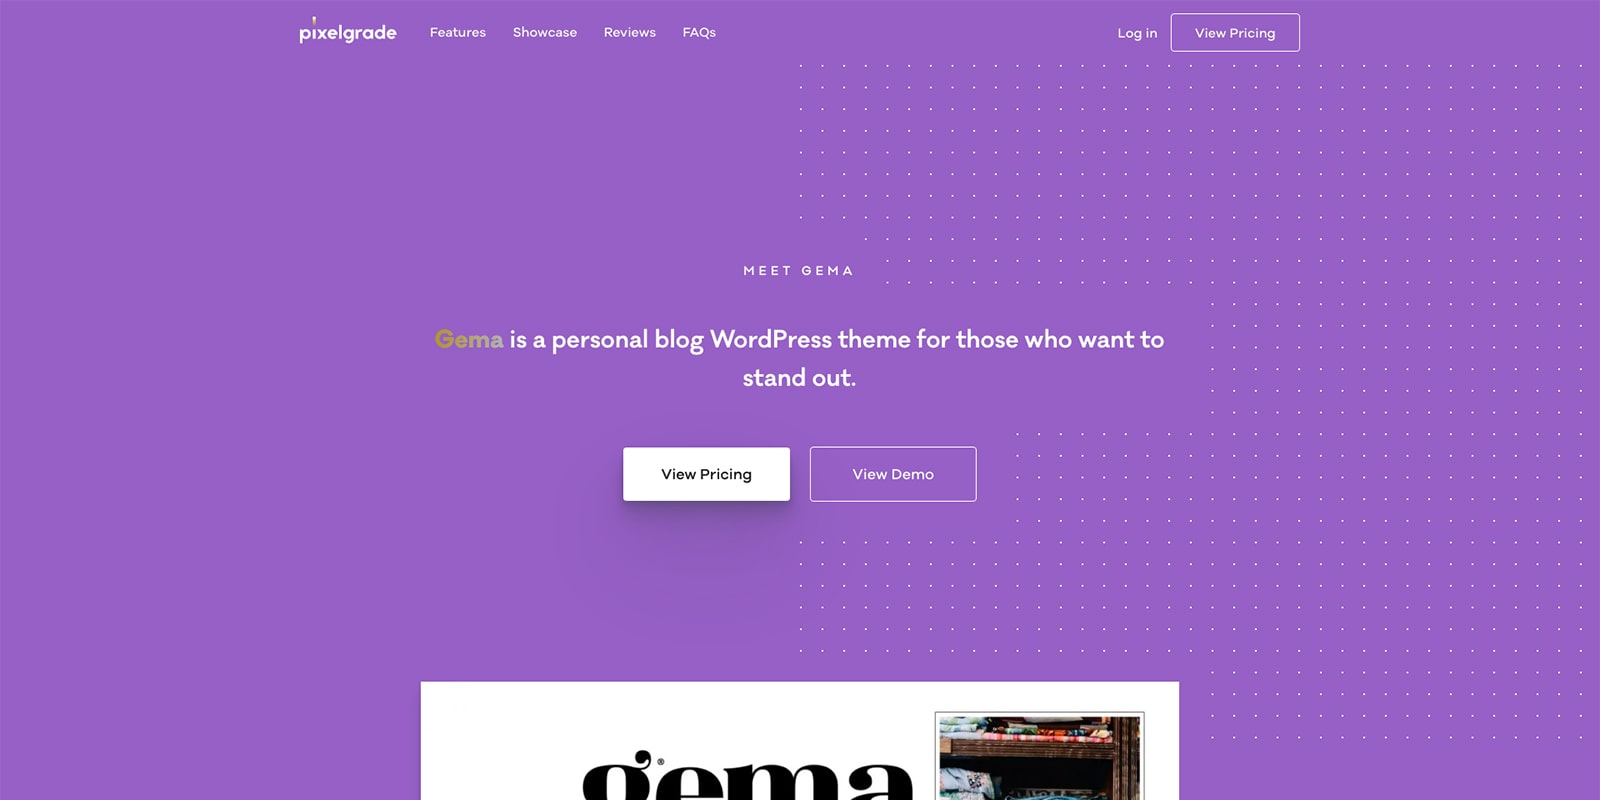 pixelgrade Features Showcase Reviews FAQs Log in View Pricing
MEET GEMA
Gema is a personal blog WordPress theme for those who want to
stand out.
View Pricing View Demo
gema®